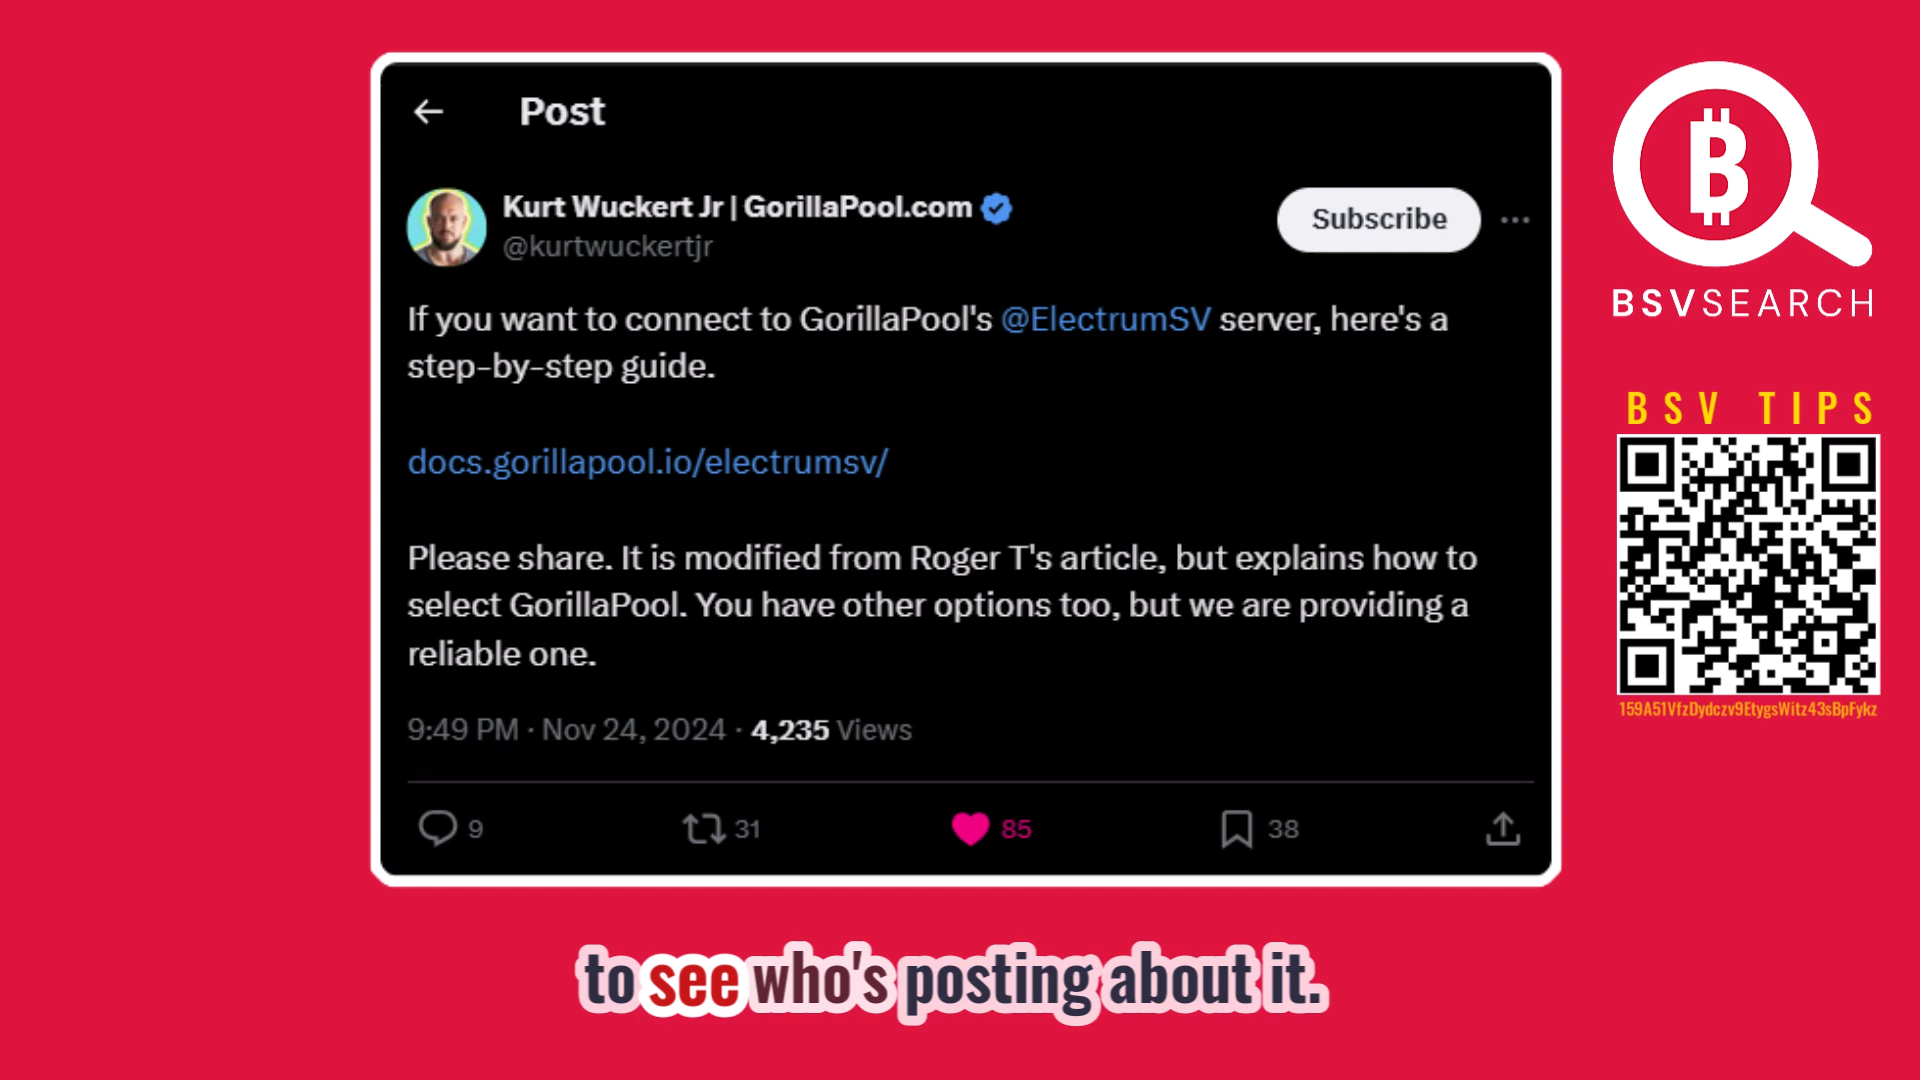 Post
Kurt Wuckert Jr | GorillaPool.com
@kurtwuckertjr
Subscribe
If you want to connect to GorillaPool's @ElectrumSV server, here's a
step-by-step guide.
docs.gorillapool.io/electrumsv/
Please share. It is modified from Roger T's article, but explains how to
select GorillaPool. You have other options too, but we are providing a
reliable one.
9:49 PM · Nov 24, 2024 · 4,235 Views
9
31
85
38
BSVSEARCH
BSV TIPS
159A51VfzDydczv9EtygsWitz43sBpFykz
to see who's posting about it.